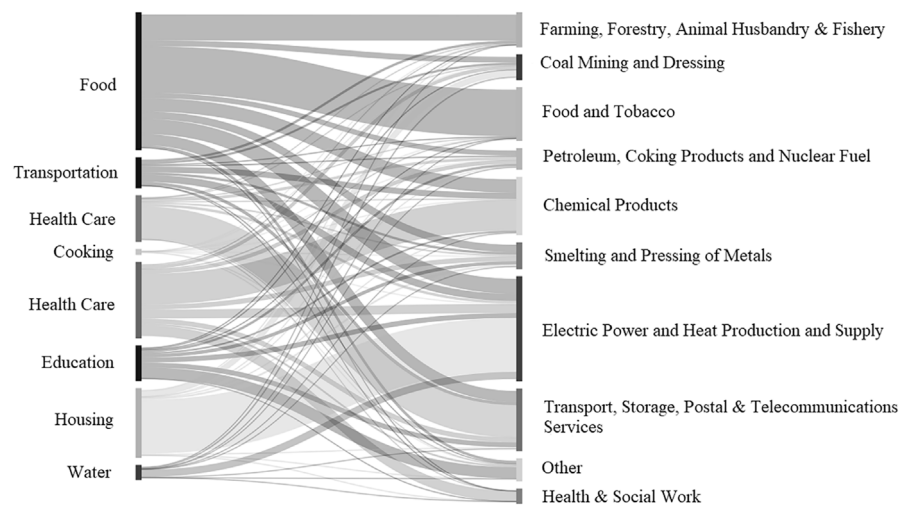 Food
Transportation
Health Care
Cooking
Health Care
Education
Housing
Water
Farming, Forestry, Animal Husbandry & Fishery
Coal Mining and Dressing
Food and Tobacco
Petroleum, Coking Products and Nuclear Fuel
Chemical Products
Smelting and Pressing of Metals
Electric Power and Heat Production and Supply
Transport, Storage, Postal & Telecommunications
Services
Other
Health & Social Work